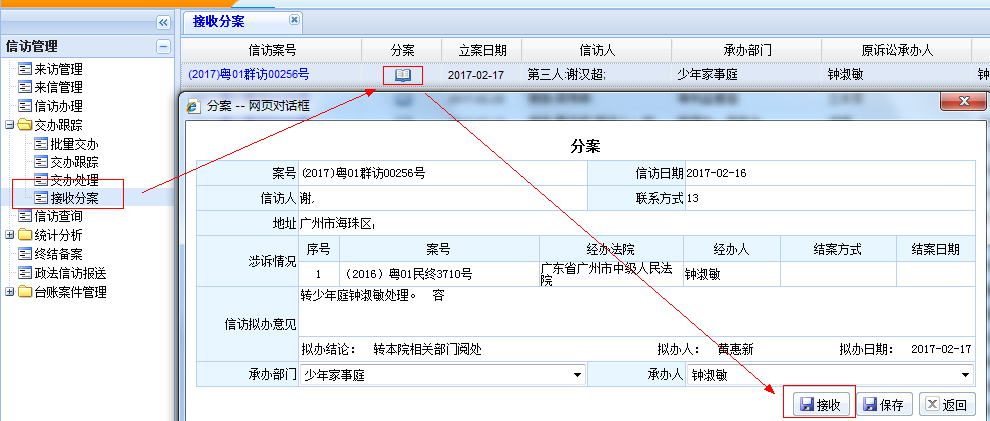 接收分案
信访管理
信访案号 分案 立案日期 信访人 承办部门 原诉讼承办人
来访管理
(2017)粤01群访00256号 2017-02-17 第三人:谢汉超; 少年家事庭 钟淑敏 钟
来信管理
信访办理
交办跟踪
批量交办
交办跟踪
交办处理
接收分案
信访查询
统计分析
终结备案
政法信访报送
台账案件管理
分案 -- 网页对话框
分案
案号 (2017)粤01群访00256号 信访日期 2017-02-16
信访人 谢, 联系方式 13
地址 广州市海珠区
涉诉情况
序号 案号 经办法院 经办人 结案方式 结案日期
1 （2016）粤01民终3710号 广东省广州市中级人民法院 钟淑敏
信访拟办意见
转少年庭钟淑敏处理。 容
拟办结论： 转本院相关部门阅处 拟办人： 黄惠新 拟办日期： 2017-02-17
承办部门 少年家事庭 承办人 钟淑敏
接收 保存 返回